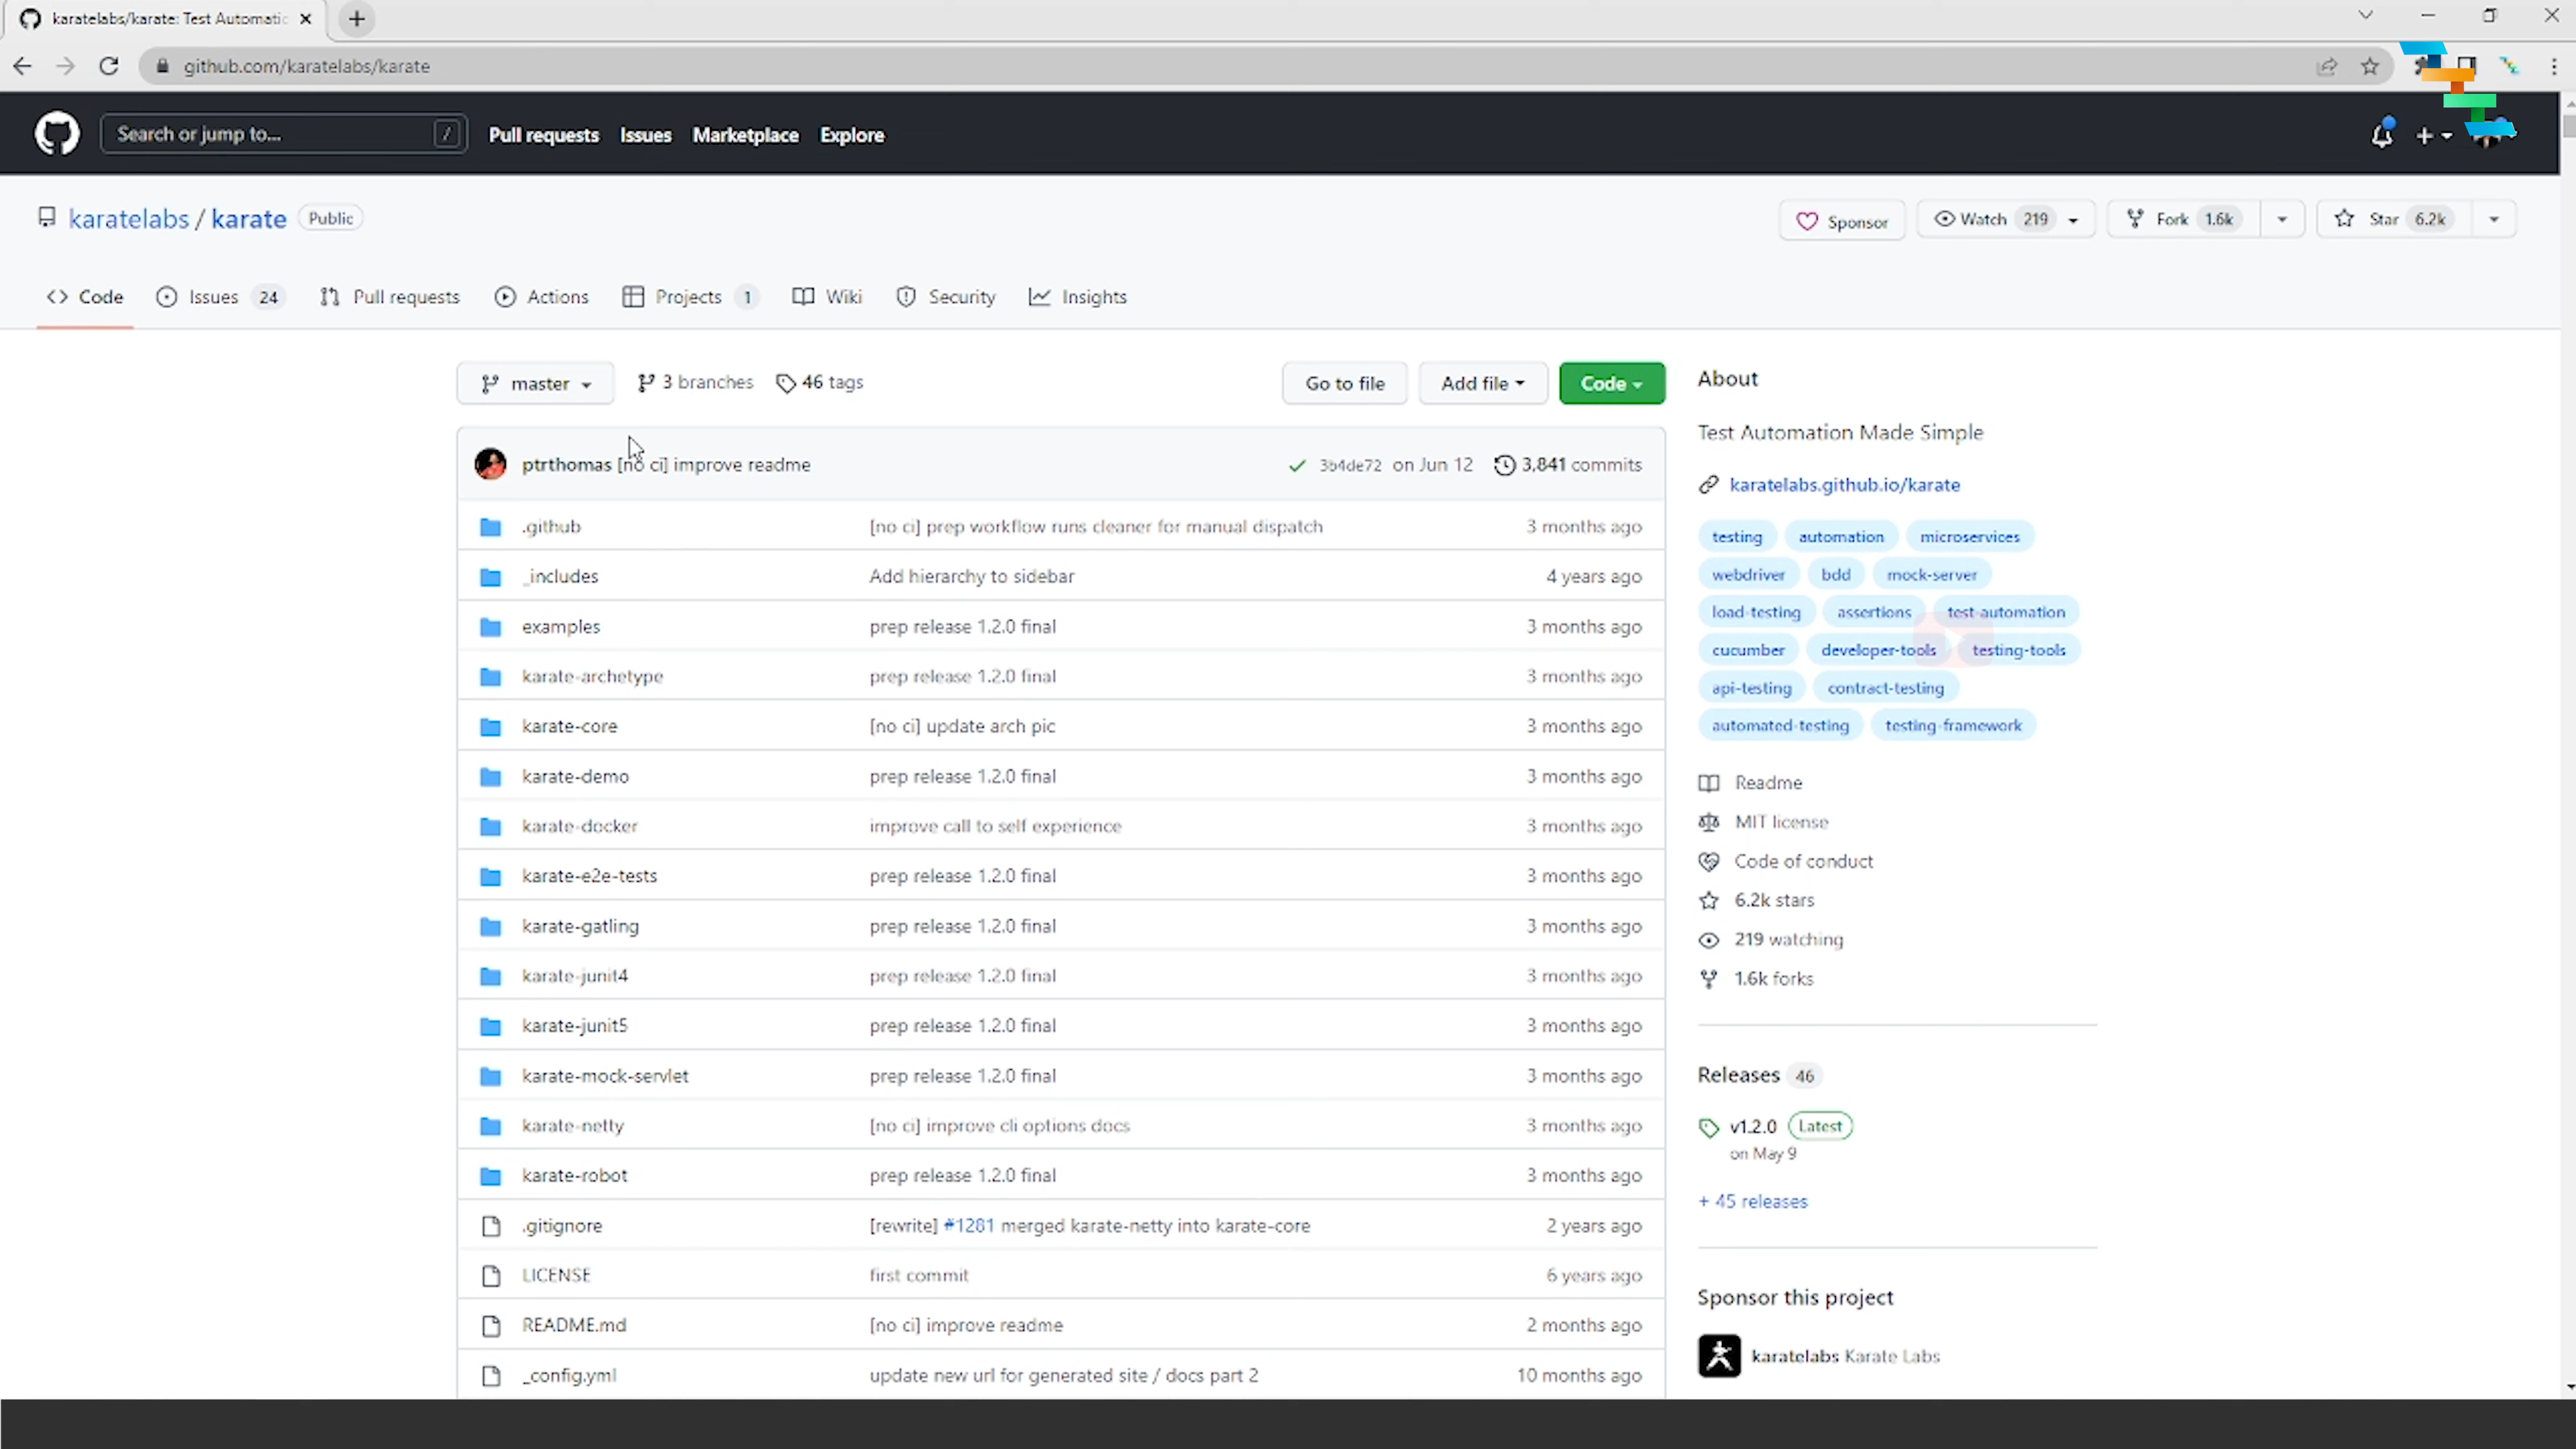 karatelabs/karate: Test Automatic
github.com/karatelabs/karate
Search or jump to... /
Pull requests Issues Marketplace Explore
karatelabs / karate Public
Sponsor Watch 219 Fork 1.6k Star 6.2k
Code Issues 24 Pull requests Actions Projects 1 Wiki Security Insights
master 3 branches 46 tags Go to file Add file Code
ptrthomas [no ci] improve readme 3b4de72 on Jun 12 3,841 commits
.github [no ci] prep workflow runs cleaner for manual dispatch 3 months ago
_includes Add hierarchy to sidebar 4 years ago
examples prep release 1.2.0 final 3 months ago
karate-archetype prep release 1.2.0 final 3 months ago
karate-core [no ci] update arch pic 3 months ago
karate-demo prep release 1.2.0 final 3 months ago
karate-docker improve call to self experience 3 months ago
karate-e2e-tests prep release 1.2.0 final 3 months ago
karate-gatling prep release 1.2.0 final 3 months ago
karate-junit4 prep release 1.2.0 final 3 months ago
karate-junit5 prep release 1.2.0 final 3 months ago
karate-mock-servlet prep release 1.2.0 final 3 months ago
karate-netty [no ci] improve cli options docs 3 months ago
karate-robot prep release 1.2.0 final 3 months ago
.gitignore [rewrite] #1281 merged karate-netty into karate-core 2 years ago
LICENSE first commit 6 years ago
README.md [no ci] improve readme 2 months ago
_config.yml update new url for generated site / docs part 2 10 months ago
About
Test Automation Made Simple
karatelabs.github.io/karate
testing automation microservices
webdriver bdd mock-server
load-testing assertions test-automation
cucumber developer-tools testing-tools
api-testing contract-testing
automated-testing testing-framework
Readme
MIT license
Code of conduct
6.2k stars
219 watching
1.6k forks
Releases 46
v1.2.0 Latest
on May 9
+ 45 releases
Sponsor this project
karatelabs Karate Labs